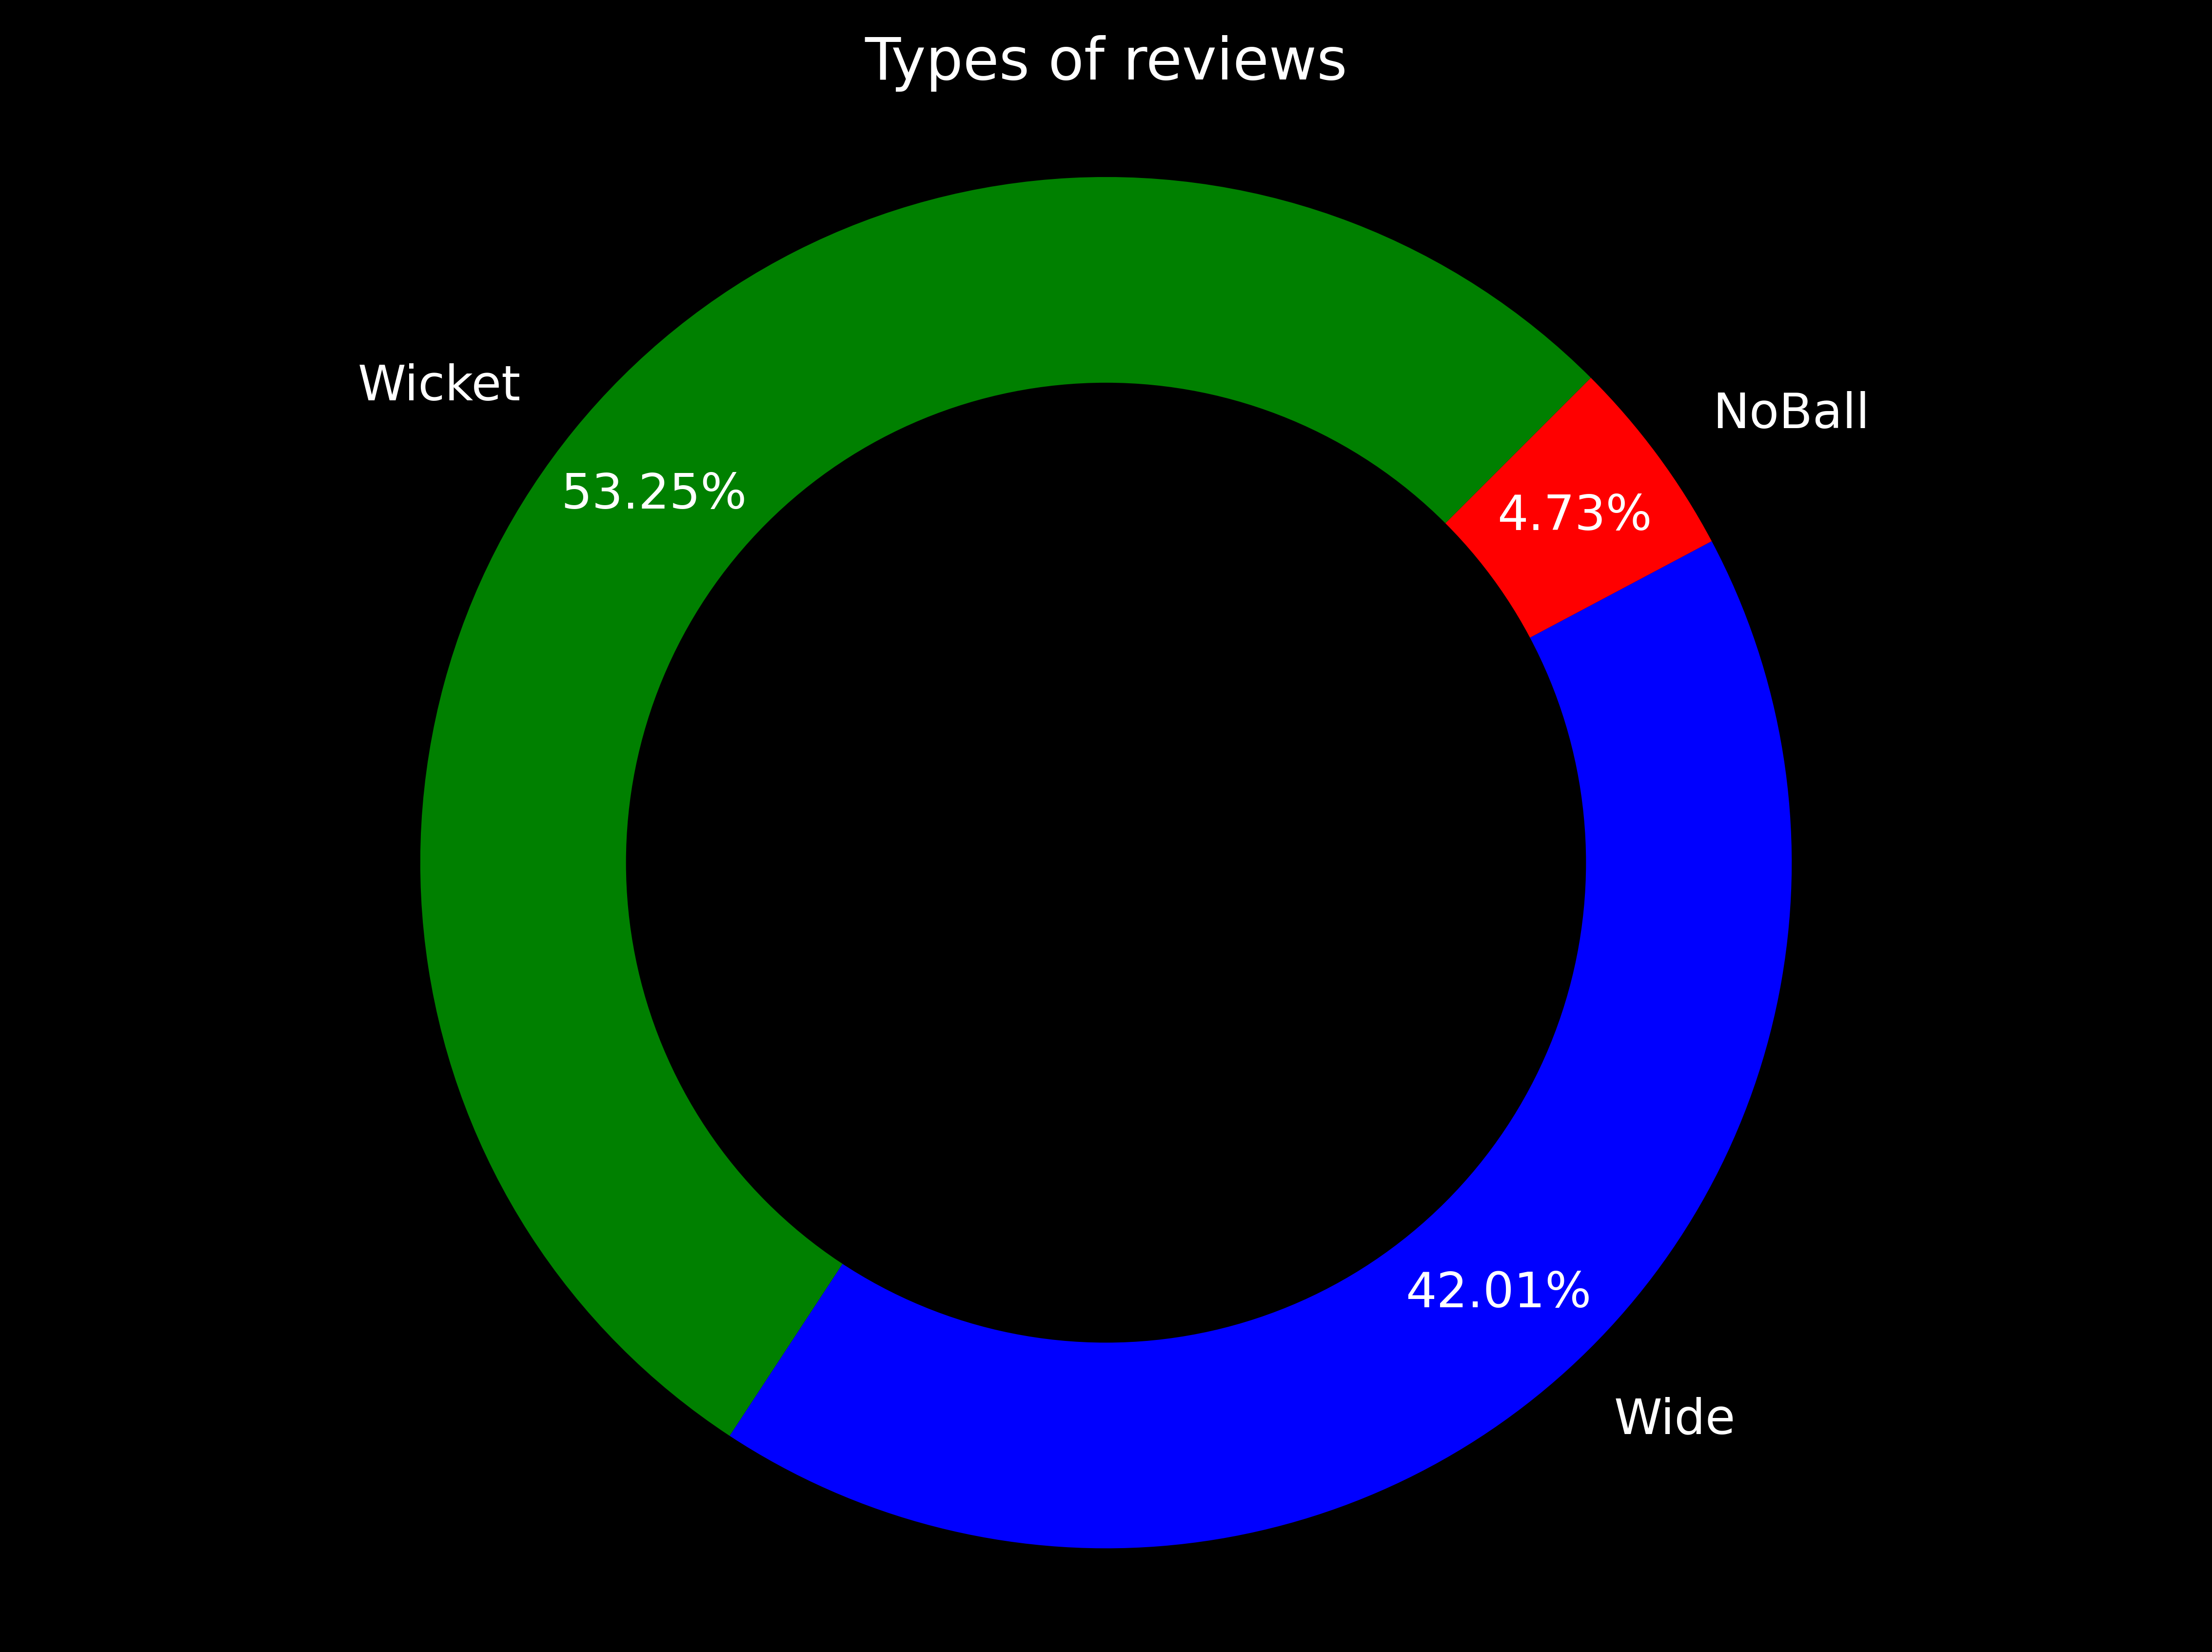 Types of reviews
Wicket
NoBall
53.25%
4.73%
42.01%
Wide